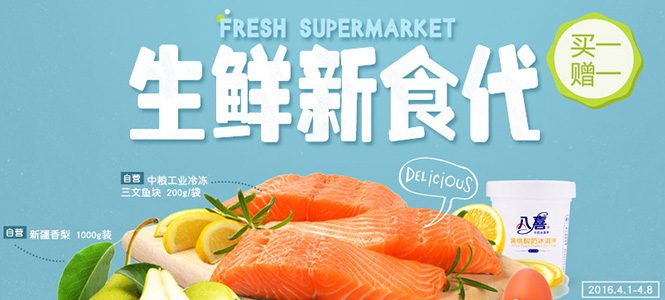 FRESH SUPERMARKET
生鲜新食代
买一
赠一
自营 中粮工业冷冻
三文鱼块 200g/袋
DELICIOUS
自营 新疆香梨 1000g装
八喜
2016.4.1-4.8